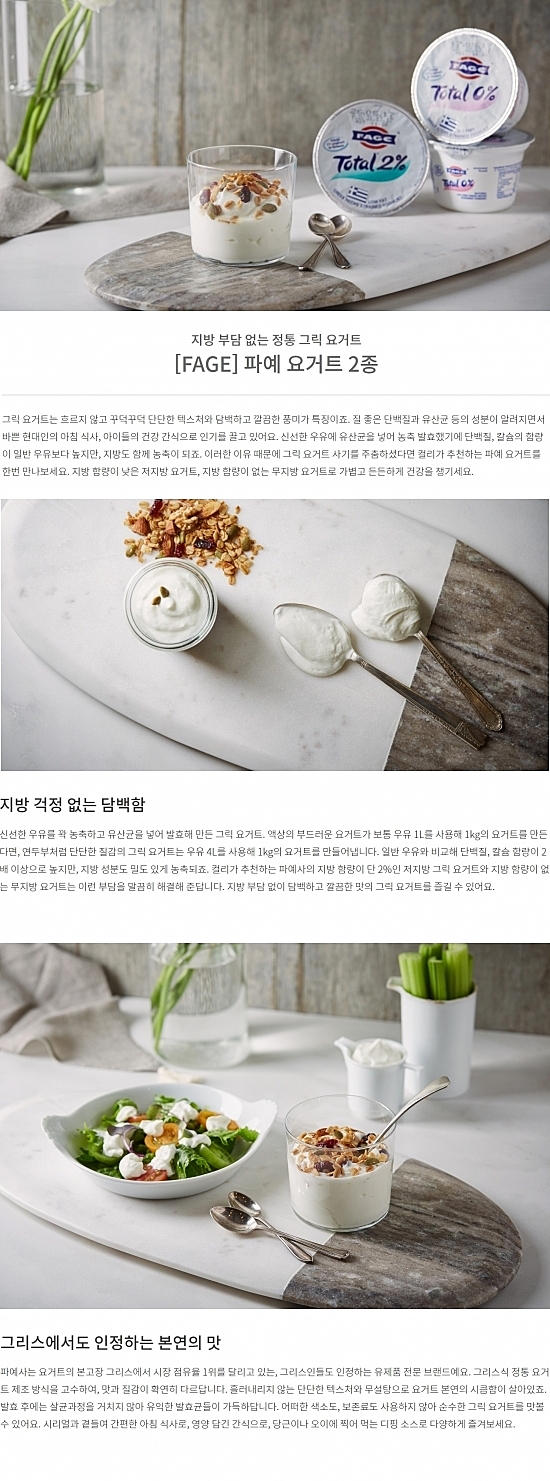 FAGE
Total 0%
FAGE
Total 2%
FAGE
Total 0%
지방 부담 없는 정통 그릭 요거트
[FAGE] 파예 요거트 2종
그릭 요거트는 흐르지 않고 꾸덕꾸덕 단단한 텍스처와 담백하고 깔끔한 풍미가 특징이죠. 질 좋은 단백질과 유산균 등의 성분이 알려지면서
바쁜 현대인의 아침 식사, 아이들의 건강 간식으로 인기를 끌고 있어요. 신선한 우유에 유산균을 넣어 농축 발효했기에 단백질, 칼슘의 함량
이 일반 우유보다 높지만, 지방도 함께 농축이 되죠. 이러한 이유 때문에 그릭 요거트 사기를 주춤하셨다면 컬리가 추천하는 파예 요거트를
한번 만나보세요. 지방 함량이 낮은 저지방 요거트, 지방 함량이 없는 무지방 요거트로 가볍고 든든하게 건강을 챙기세요.
지방 걱정 없는 담백함
신선한 우유를 꽉 농축하고 유산균을 넣어 발효해 만든 그릭 요거트. 액상의 부드러운 요거트가 보통 우유 1L를 사용해 1kg의 요거트를 만든
다면, 연두부처럼 단단한 질감의 그릭 요거트는 우유 4L를 사용해 1kg의 요거트를 만들어냅니다. 일반 우유와 비교해 단백질, 칼슘 함량이 2
배 이상으로 높지만, 지방 성분도 밀도 있게 농축되죠. 컬리가 추천하는 파예사의 지방 함량이 단 2%인 저지방 그릭 요거트와 지방 함량이 없
는 무지방 요거트는 이런 부담을 말끔히 해결해 준답니다. 지방 부담 없이 담백하고 깔끔한 맛의 그릭 요거트를 즐길 수 있어요.
그리스에서도 인정하는 본연의 맛
파예사는 요거트의 본고장 그리스에서 시장 점유율 1위를 달리고 있는, 그리스인들도 인정하는 유제품 전문 브랜드예요. 그리스식 정통 요거
트 제조 방식을 고수하여, 맛과 질감이 확연히 다르답니다. 흘러내리지 않는 단단한 텍스처와 무설탕으로 요거트 본연의 시큼함이 살아있죠.
발효 후에는 살균과정을 거치지 않아 유익한 발효균들이 가득하답니다. 어떠한 색소도, 보존료도 사용하지 않아 순수한 그릭 요거트를 맛볼
수 있어요. 시리얼과 곁들여 간편한 아침 식사로, 영양 담긴 간식으로, 당근이나 오이에 찍어 먹는 디핑 소스로 다양하게 즐겨보세요.